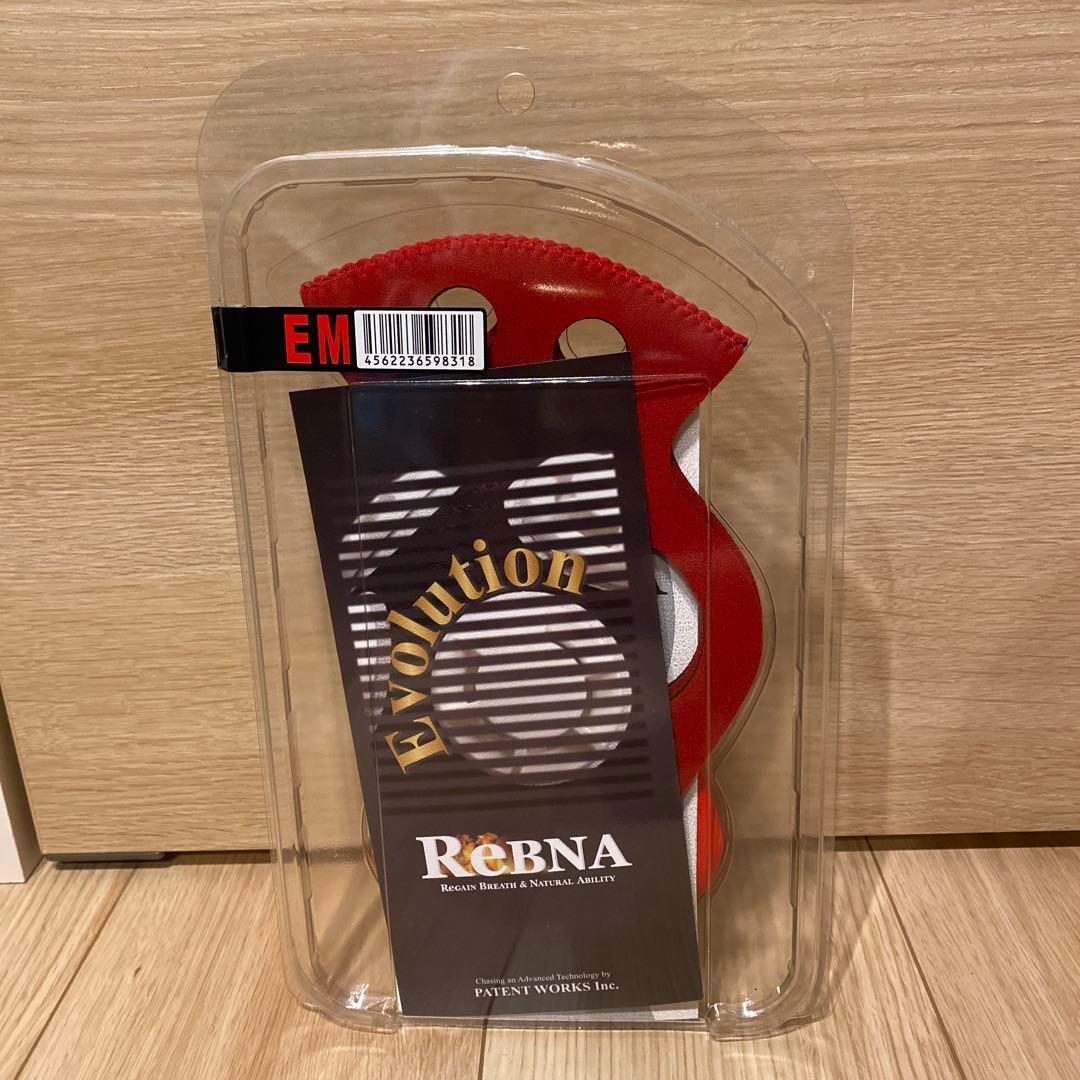 EM
4562236598318
Evolution
ReBNA
Regain Breath & Natural Ability
Chasing an Advanced Technology by
PATENT WORKS Inc.